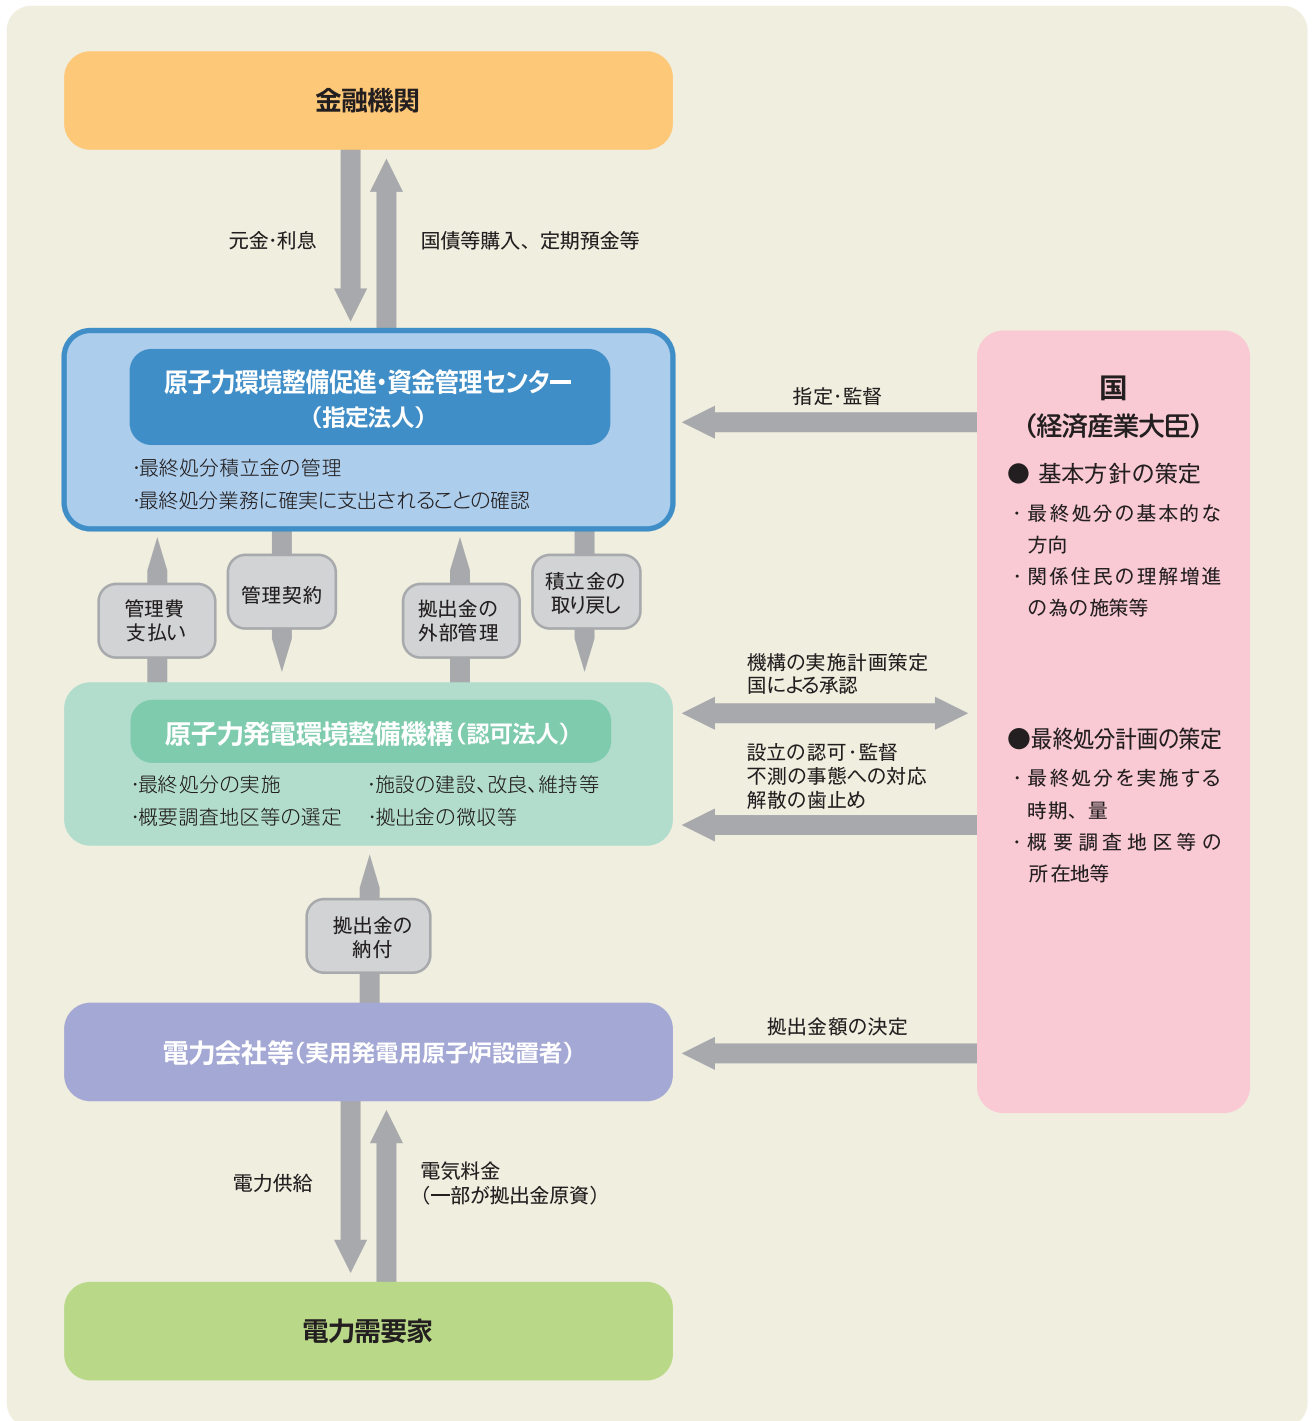 金融機関
元金・利息
国債等購入、定期預金等
原子力環境整備促進・資金管理センター
（指定法人）
・最終処分積立金の管理
・最終処分業務に確実に支出されることの確認
指定・監督
管理費
支払い
管理契約
拠出金の
外部管理
積立金の
取り戻し
原子力発電環境整備機構（認可法人）
・最終処分の実施
・施設の建設、改良、維持等
・概要調査地区等の選定
・拠出金の徴収等
機構の実施計画策定
国による承認
設立の認可・監督
不測の事態への対応
解散の歯止め
拠出金の
納付
電力会社等（実用発電用原子炉設置者）
拠出金額の決定
電力供給
電気料金
（一部が拠出金原資）
電力需要家
国
（経済産業大臣）
● 基本方針の策定
・最終処分の基本的な
方向
・関係住民の理解増進
の為の施策等
●最終処分計画の策定
・最終処分を実施する
時期、量
・概要調査地区等の
所在地等